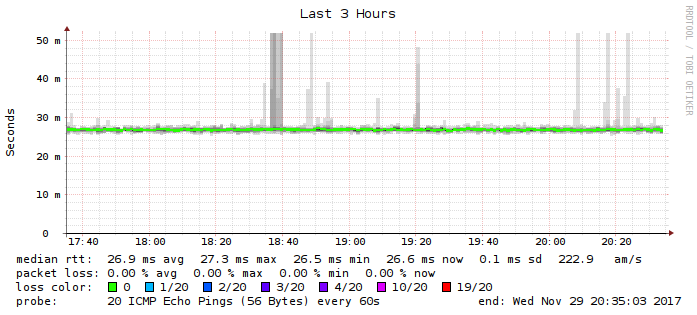 Last 3 Hours
RRDTOOL / TOBI OETIKER
Seconds
50 m
40 m
30 m
20 m
10 m
0
17:40 18:00 18:20 18:40 19:00 19:20 19:40 20:00 20:20
median rtt: 26.9 ms avg 27.3 ms max 26.5 ms min 26.6 ms now 0.1 ms sd 222.9 am/s
packet loss: 0.00 % avg 0.00 % max 0.00 % min 0.00 % now
loss color: 0 1/20 2/20 3/20 4/20 10/20 19/20
probe: 20 ICMP Echo Pings (56 Bytes) every 60s end: Wed Nov 29 20:35:03 2017